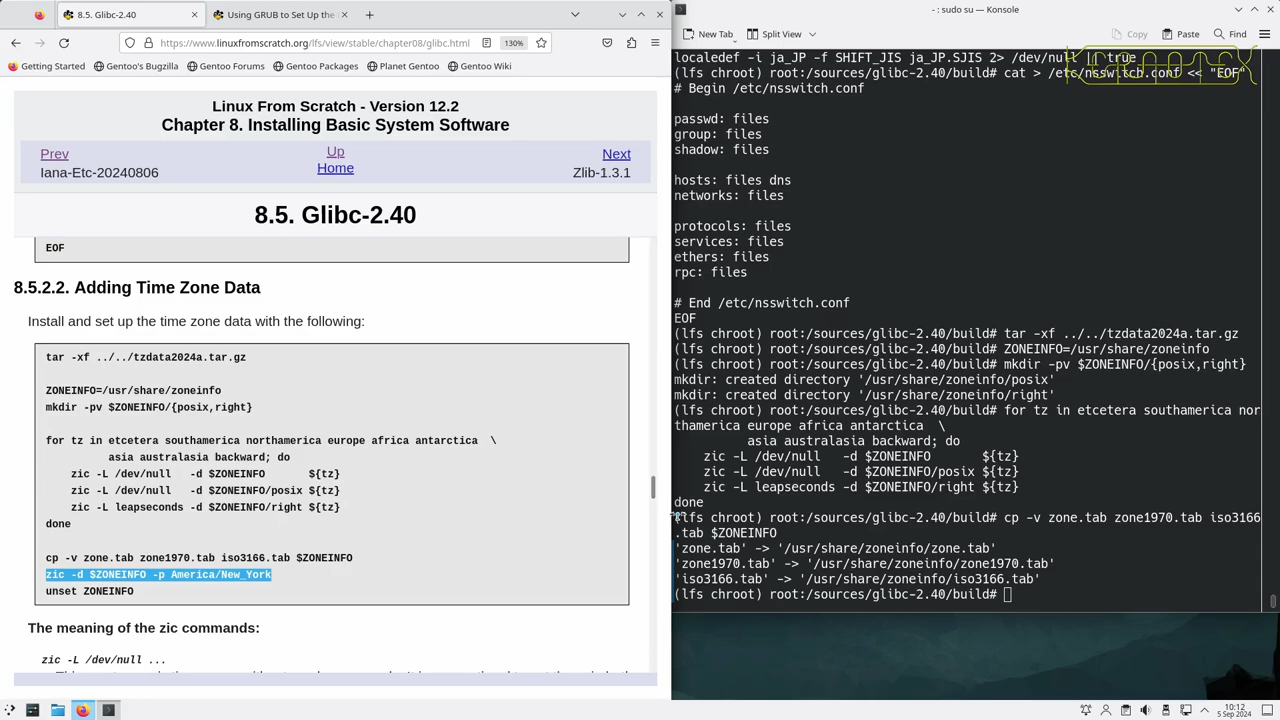 8.5. Glibc-2.40
Using GRUB to Set Up the
https://www.linuxfromscratch.org/lfs/view/stable/chapter08/glibc.html
130%
Getting Started
Gentoo's Bugzilla
Gentoo Forums
Gentoo Packages
Planet Gentoo
Gentoo Wiki
Linux From Scratch - Version 12.2
Chapter 8. Installing Basic System Software
Prev
Up
Next
Iana-Etc-20240806
Home
Zlib-1.3.1
8.5. Glibc-2.40
EOF
8.5.2.2. Adding Time Zone Data
Install and set up the time zone data with the following:
tar -xf ../../tzdata2024a.tar.gz
ZONEINFO=/usr/share/zoneinfo
mkdir -pv $ZONEINFO/{posix,right}
for tz in etcetera southamerica northamerica europe africa antarctica  \
asia australasia backward; do
zic -L /dev/null   -d $ZONEINFO       ${tz}
zic -L /dev/null   -d $ZONEINFO/posix ${tz}
zic -L leapseconds -d $ZONEINFO/right ${tz}
done
cp -v zone.tab zone1970.tab iso3166.tab $ZONEINFO
zic -d $ZONEINFO -p America/New_York
unset ZONEINFO
The meaning of the zic commands:
zic -L /dev/null ...
- : sudo su — Konsole
New Tab
Split View
Copy
Paste
Find
localedef -i ja_JP -f SHIFT_JIS ja_JP.SJIS 2> /dev/null || true
(lfs chroot) root:/sources/glibc-2.40/build# cat > /etc/nsswitch.conf << "EOF"
# Begin /etc/nsswitch.conf
passwd: files
group: files
shadow: files
hosts: files dns
networks: files
protocols: files
services: files
ethers: files
rpc: files
# End /etc/nsswitch.conf
EOF
(lfs chroot) root:/sources/glibc-2.40/build# tar -xf ../../tzdata2024a.tar.gz
(lfs chroot) root:/sources/glibc-2.40/build# ZONEINFO=/usr/share/zoneinfo
(lfs chroot) root:/sources/glibc-2.40/build# mkdir -pv $ZONEINFO/{posix,right}
mkdir: created directory '/usr/share/zoneinfo/posix'
mkdir: created directory '/usr/share/zoneinfo/right'
(lfs chroot) root:/sources/glibc-2.40/build# for tz in etcetera southamerica nor
thamerica europe africa antarctica  \
asia australasia backward; do
zic -L /dev/null   -d $ZONEINFO       ${tz}
zic -L /dev/null   -d $ZONEINFO/posix ${tz}
zic -L leapseconds -d $ZONEINFO/right ${tz}
done
(lfs chroot) root:/sources/glibc-2.40/build# cp -v zone.tab zone1970.tab iso3166
.tab $ZONEINFO
'zone.tab' -> '/usr/share/zoneinfo/zone.tab'
'zone1970.tab' -> '/usr/share/zoneinfo/zone1970.tab'
'iso3166.tab' -> '/usr/share/zoneinfo/iso3166.tab'
(lfs chroot) root:/sources/glibc-2.40/build#
10:12
5 Sep 2024